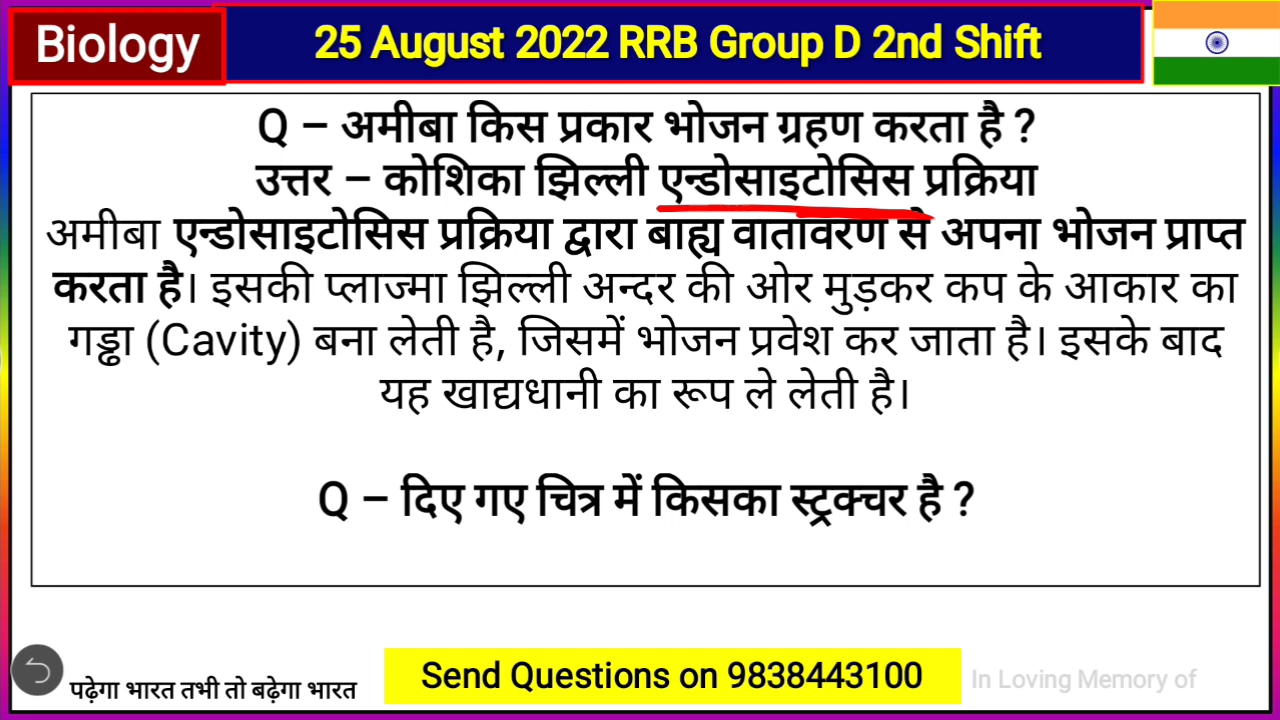 Biology
25 August 2022 RRB Group D 2nd Shift
Q – अमीबा किस प्रकार भोजन ग्रहण करता है ?
उत्तर – कोशिका झिल्ली एन्डोसाइटोसिस प्रक्रिया
अमीबा एन्डोसाइटोसिस प्रक्रिया द्वारा बाह्य वातावरण से अपना भोजन प्राप्त
करता है। इसकी प्लाज्मा झिल्ली अन्दर की ओर मुड़कर कप के आकार का
गड्ढा (Cavity) बना लेती है, जिसमें भोजन प्रवेश कर जाता है। इसके बाद
यह खाद्यधानी का रूप ले लेती है।
Q – दिए गए चित्र में किसका स्ट्रक्चर है ?
पढ़ेगा भारत तभी तो बढ़ेगा भारत
Send Questions on 9838443100
In Loving Memory of